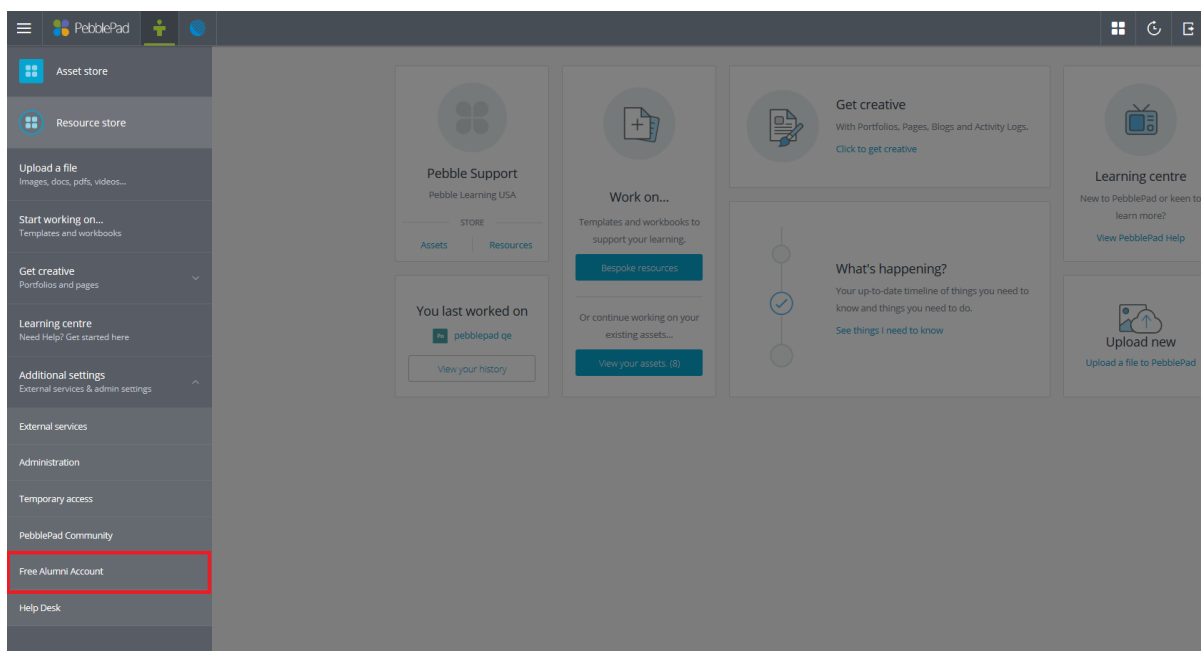 PebblePad
Asset store
Resource store
Upload a file
Images, docs, pdfs, videos...
Start working on...
Templates and workbooks
Get creative
Portfolios and pages
Learning centre
Need Help? Get started here
Additional settings
External services & admin settings
External services
Administration
Temporary access
PebblePad Community
Free Alumni Account
Help Desk
Pebble Support
Pebble Learning USA
STORE
Assets
Resources
You last worked on
Po
pebblepad qe
View your history
Work on...
Templates and workbooks to
support your learning.
Bespoke resources
Or continue working on your
existing assets...
View your assets. (8)
Get creative
With Portfolios, Pages, Blogs and Activity Logs.
Click to get creative
What's happening?
Your up-to-date timeline of things you need to
know and things you need to do.
See things I need to know
Learning centre
New to PebblePad or keen to
learn more?
View PebblePad Help
Upload new
Upload a file to PebblePad